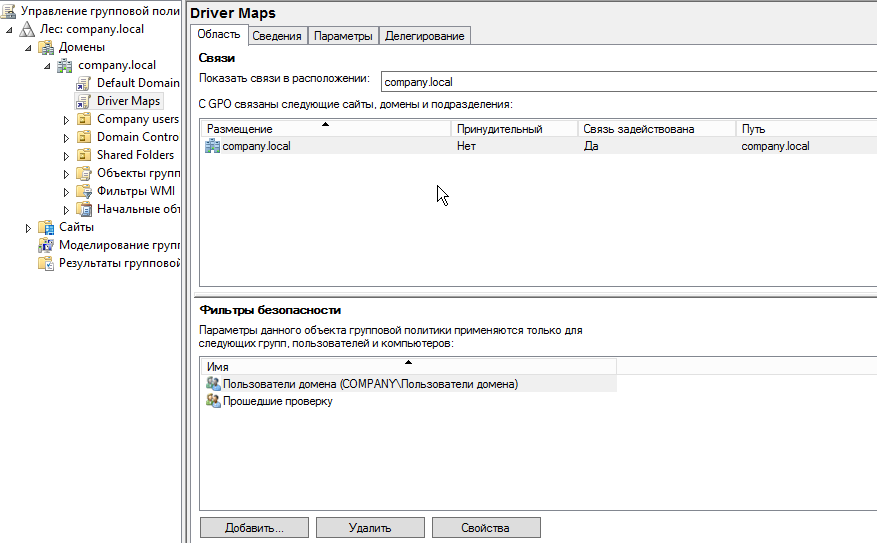 Управление групповой поли
Лес: company.local
Домены
company.local
Default Domain
Driver Maps
Company users
Domain Contro
Shared Folders
Объекты групп
Фильтры WMI
Начальные объ
Сайты
Моделирование групп
Результаты групповой
Driver Maps
Область Сведения Параметры Делегирование
Связи
Показать связи в расположении: company.local
С GPO связаны следующие сайты, домены и подразделения:
Размещение Принудительный Связь задействована Путь
company.local Нет Да company.local
Фильтры безопасности
Параметры данного объекта групповой политики применяются только для
следующих групп, пользователей и компьютеров:
Имя
Пользователи домена (COMPANY\Пользователи домена)
Прошедшие проверку
Добавить... Удалить Свойства